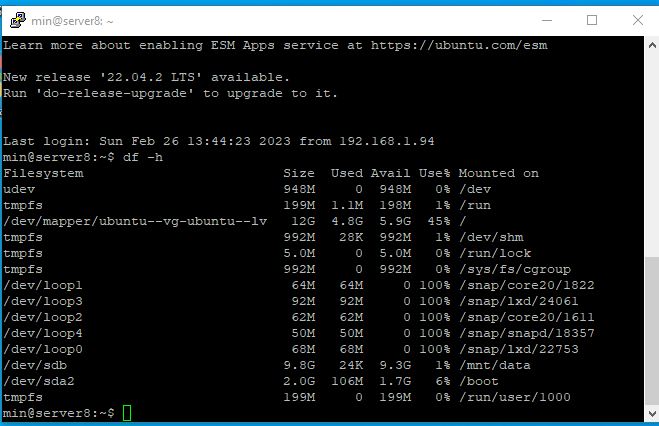 min@server8: ~
Learn more about enabling ESM Apps service at https://ubuntu.com/esm
New release '22.04.2 LTS' available.
Run 'do-release-upgrade' to upgrade to it.
Last login: Sun Feb 26 13:44:23 2023 from 192.168.1.94
min@server8:~$ df -h
Filesystem                         Size  Used Avail Use% Mounted on
udev                               948M     0  948M   0% /dev
tmpfs                              199M  1.1M  198M   1% /run
/dev/mapper/ubuntu--vg-ubuntu--lv   12G  4.8G  5.9G  45% /
tmpfs                              992M   28K  992M   1% /dev/shm
tmpfs                              5.0M     0  5.0M   0% /run/lock
tmpfs                              992M     0  992M   0% /sys/fs/cgroup
/dev/loop1                          64M   64M     0 100% /snap/core20/1822
/dev/loop3                          92M   92M     0 100% /snap/lxd/24061
/dev/loop2                          62M   62M     0 100% /snap/core20/1611
/dev/loop4                          50M   50M     0 100% /snap/snapd/18357
/dev/loop0                          68M   68M     0 100% /snap/lxd/22753
/dev/sdb                           9.8G   24K  9.3G   1% /mnt/data
/dev/sda2                          2.0G  106M  1.7G   6% /boot
tmpfs                              199M     0  199M   0% /run/user/1000
min@server8:~$